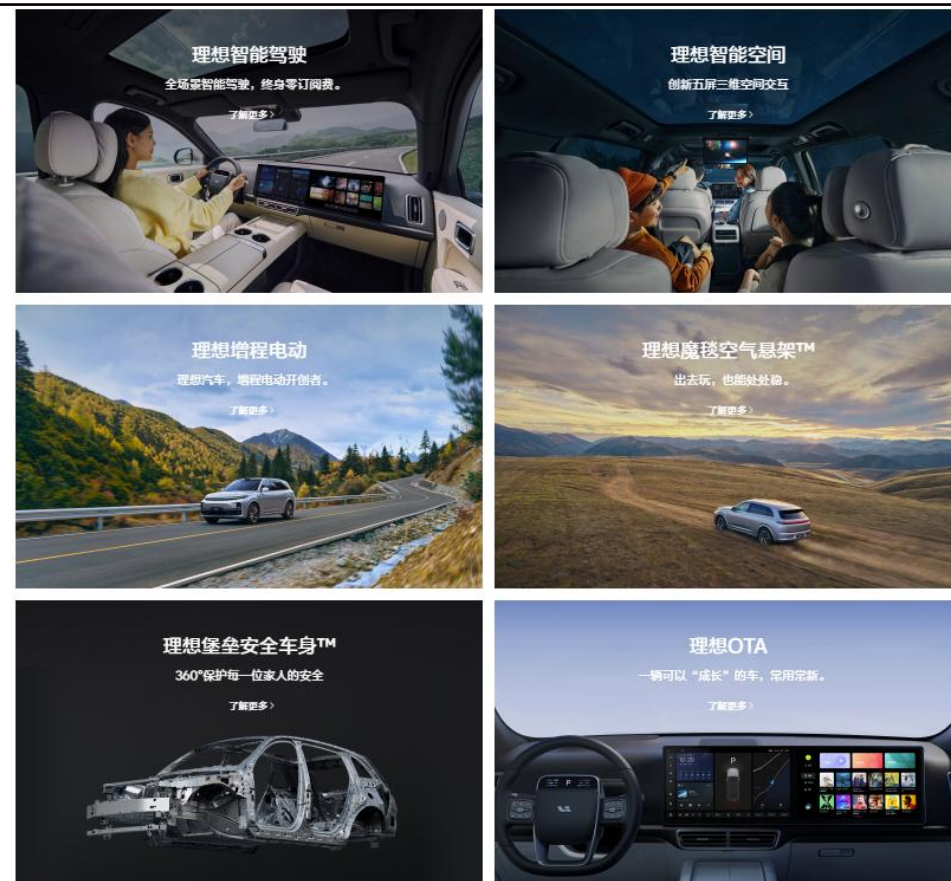 理想智能驾驶
全场景智能驾驶，终身零订阅费。
了解更多>
理想智能空间
创新五屏三维空间交互
了解更多>
理想增程电动
理想汽车，增程电动开创者。
了解更多>
理想魔毯空气悬架™
出去玩，也能处处稳。
了解更多>
理想堡垒安全车身™
360°保护每一位家人的安全
了解更多>
理想OTA
一辆可以“成长”的车，常用常新。
了解更多>
P
10:20
P